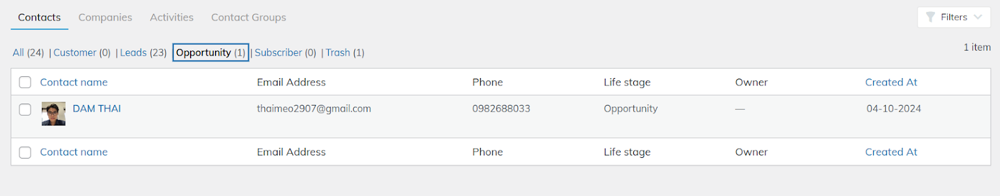 Contacts Companies Activities Contact Groups Filters
All (24) | Customer (0) | Leads (23) Opportunity (1) | Subscriber (0) | Trash (1) 1 item
Contact name Email Address Phone Life stage Owner Created At
DAM THAI thaimeo2907@gmail.com 0982688033 Opportunity — 04-10-2024
Contact name Email Address Phone Life stage Owner Created At